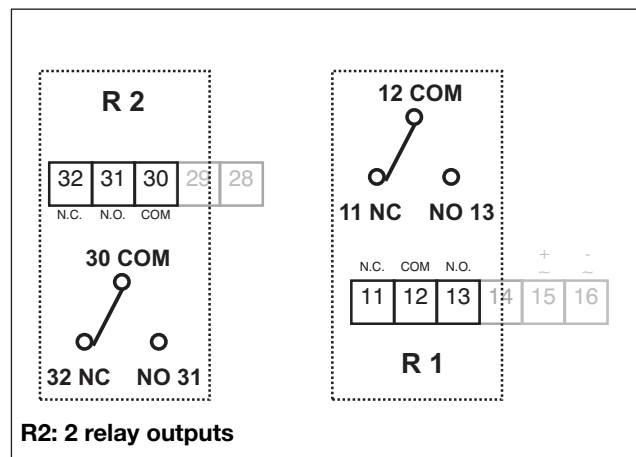 R 2
32 31 30 29 28
N.C. N.O. COM
30 COM
32 NC NO 31
12 COM
11 NC NO 13
+ -
~ ~
N.C. COM N.O.
11 12 13 14 15 16
R 1
R2: 2 relay outputs